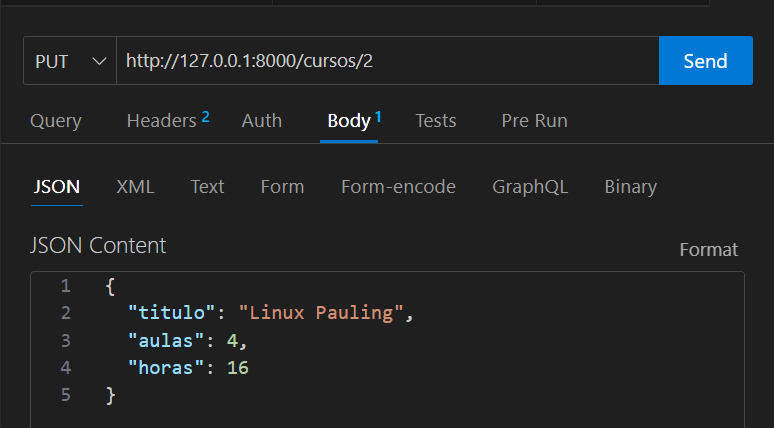 PUT http://127.0.0.1:8000/cursos/2 Send
Query Headers 2 Auth Body 1 Tests Pre Run
JSON XML Text Form Form-encode GraphQL Binary
JSON Content Format
1 {
2 "titulo": "Linux Pauling",
3 "aulas": 4,
4 "horas": 16
5 }